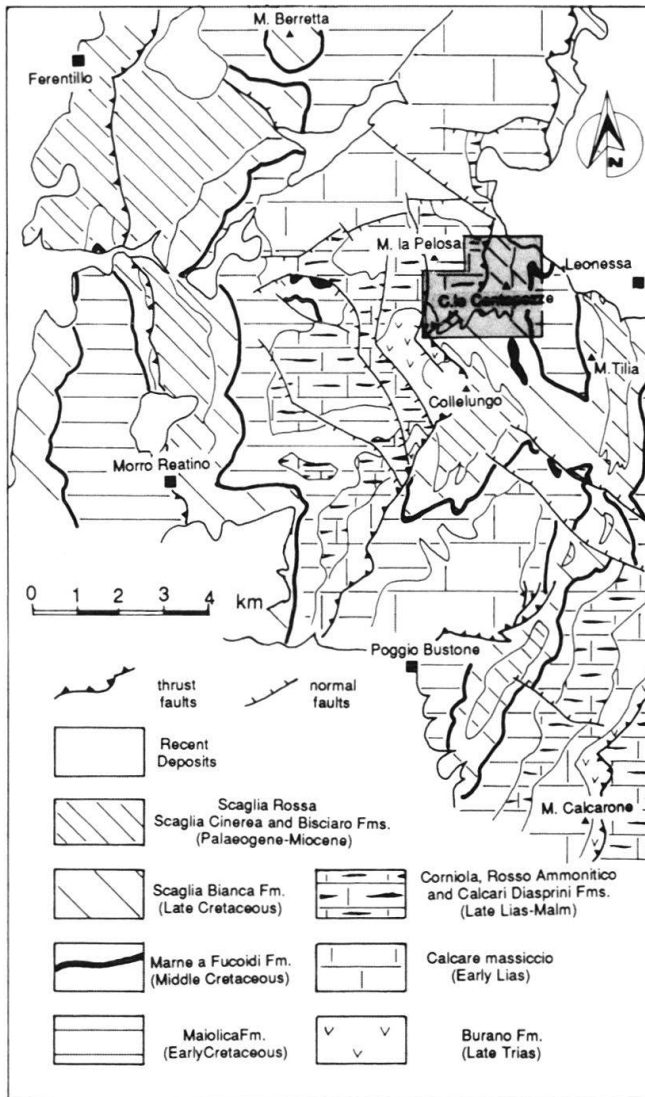 M. Berretta
Ferentillo
N
M. la Pelosa
Leonessa
C.le Centopozze
M. Tilia
Collelungo
Morro Reatino
0 1 2 3 4 km
Poggio Bustone
thrust
faults
normal
faults
Recent
Deposits
M. Calcarone
Scaglia Rossa
Scaglia Cinerea and Bisciaro Fms.
(Palaeogene-Miocene)
Scaglia Bianca Fm.
(Late Cretaceous)
Corniola, Rosso Ammonitico
and Calcari Diasprini Fms.
(Late Lias-Malm)
Marne a Fucoidi Fm.
(Middle Cretaceous)
Calcare massiccio
(Early Lias)
MaiolicaFm.
(EarlyCretaceous)
Burano Fm.
(Late Trias)